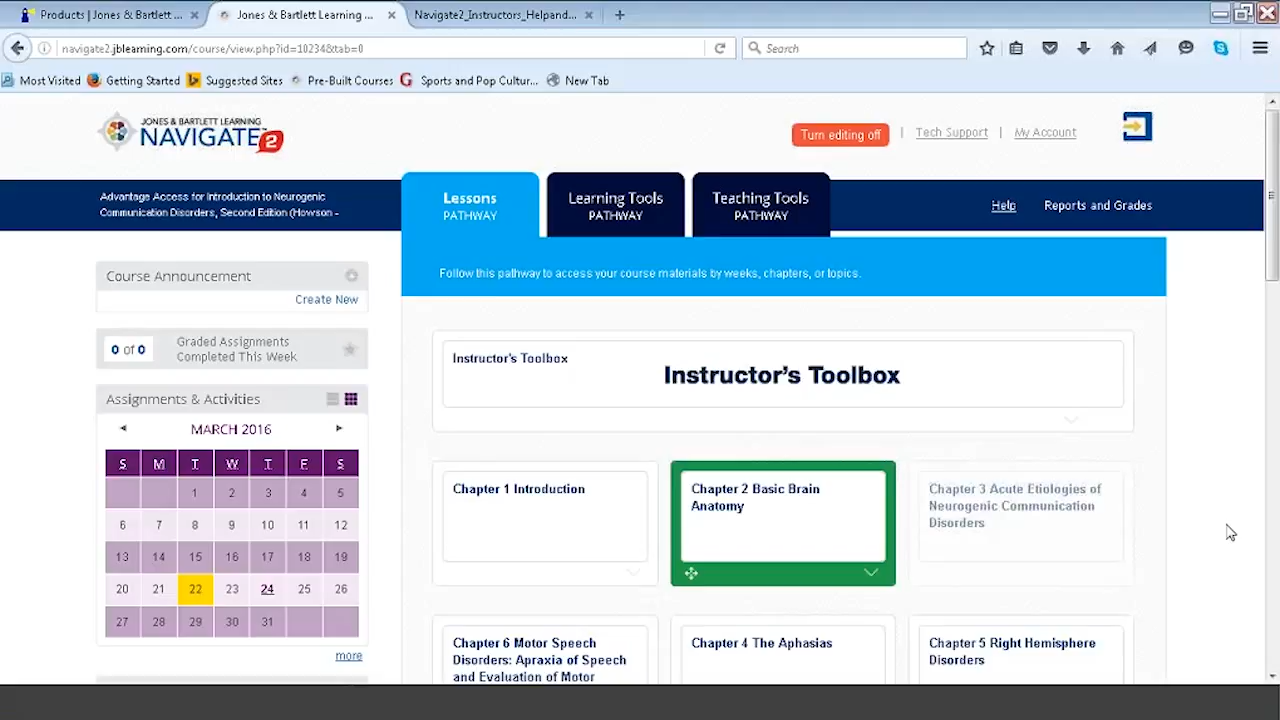 Products | Jones & Bartlett ...
Jones & Bartlett Learning ...
Navigate2_Instructors_Helpand...
navigate2.jblearning.com/course/view.php?id=10234&tab=0
Search
Most Visited
Getting Started
Suggested Sites
Pre-Built Courses
Sports and Pop Cultur...
New Tab
JONES & BARTLETT LEARNING
NAVIGATE 2
Turn editing off
Tech Support
My Account
Advantage Access for Introduction to Neurogenic
Communication Disorders, Second Edition (Howson -
Lessons
PATHWAY
Learning Tools
PATHWAY
Teaching Tools
PATHWAY
Help
Reports and Grades
Follow this pathway to access your course materials by weeks, chapters, or topics.
Course Announcement
Create New
0 of 0
Graded Assignments
Completed This Week
Assignments & Activities
MARCH 2016
S M T W T F S
1 2 3 4 5
6 7 8 9 10 11 12
13 14 15 16 17 18 19
20 21 22 23 24 25 26
27 28 29 30 31
more
Instructor's Toolbox
Instructor's Toolbox
Chapter 1 Introduction
Chapter 2 Basic Brain
Anatomy
Chapter 3 Acute Etiologies of
Neurogenic Communication
Disorders
Chapter 6 Motor Speech
Disorders: Apraxia of Speech
and Evaluation of Motor
Chapter 4 The Aphasias
Chapter 5 Right Hemisphere
Disorders